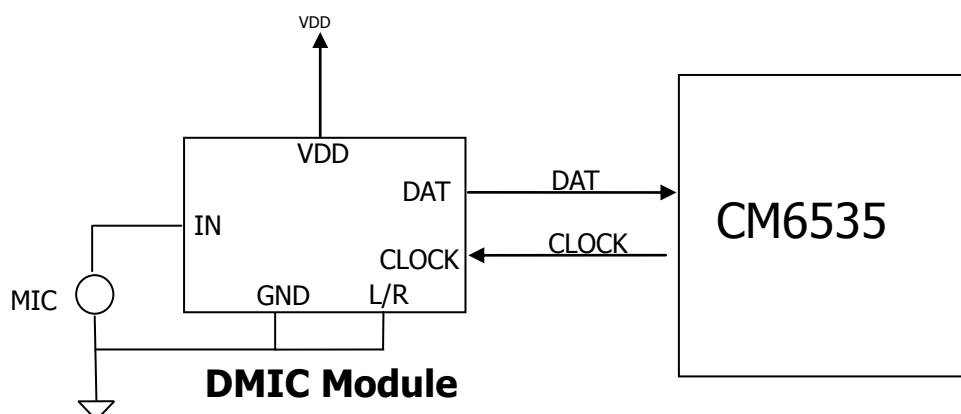 VDD
VDD
DAT
DAT
CM6535
IN
CLOCK
CLOCK
MIC
GND
L/R
DMIC Module